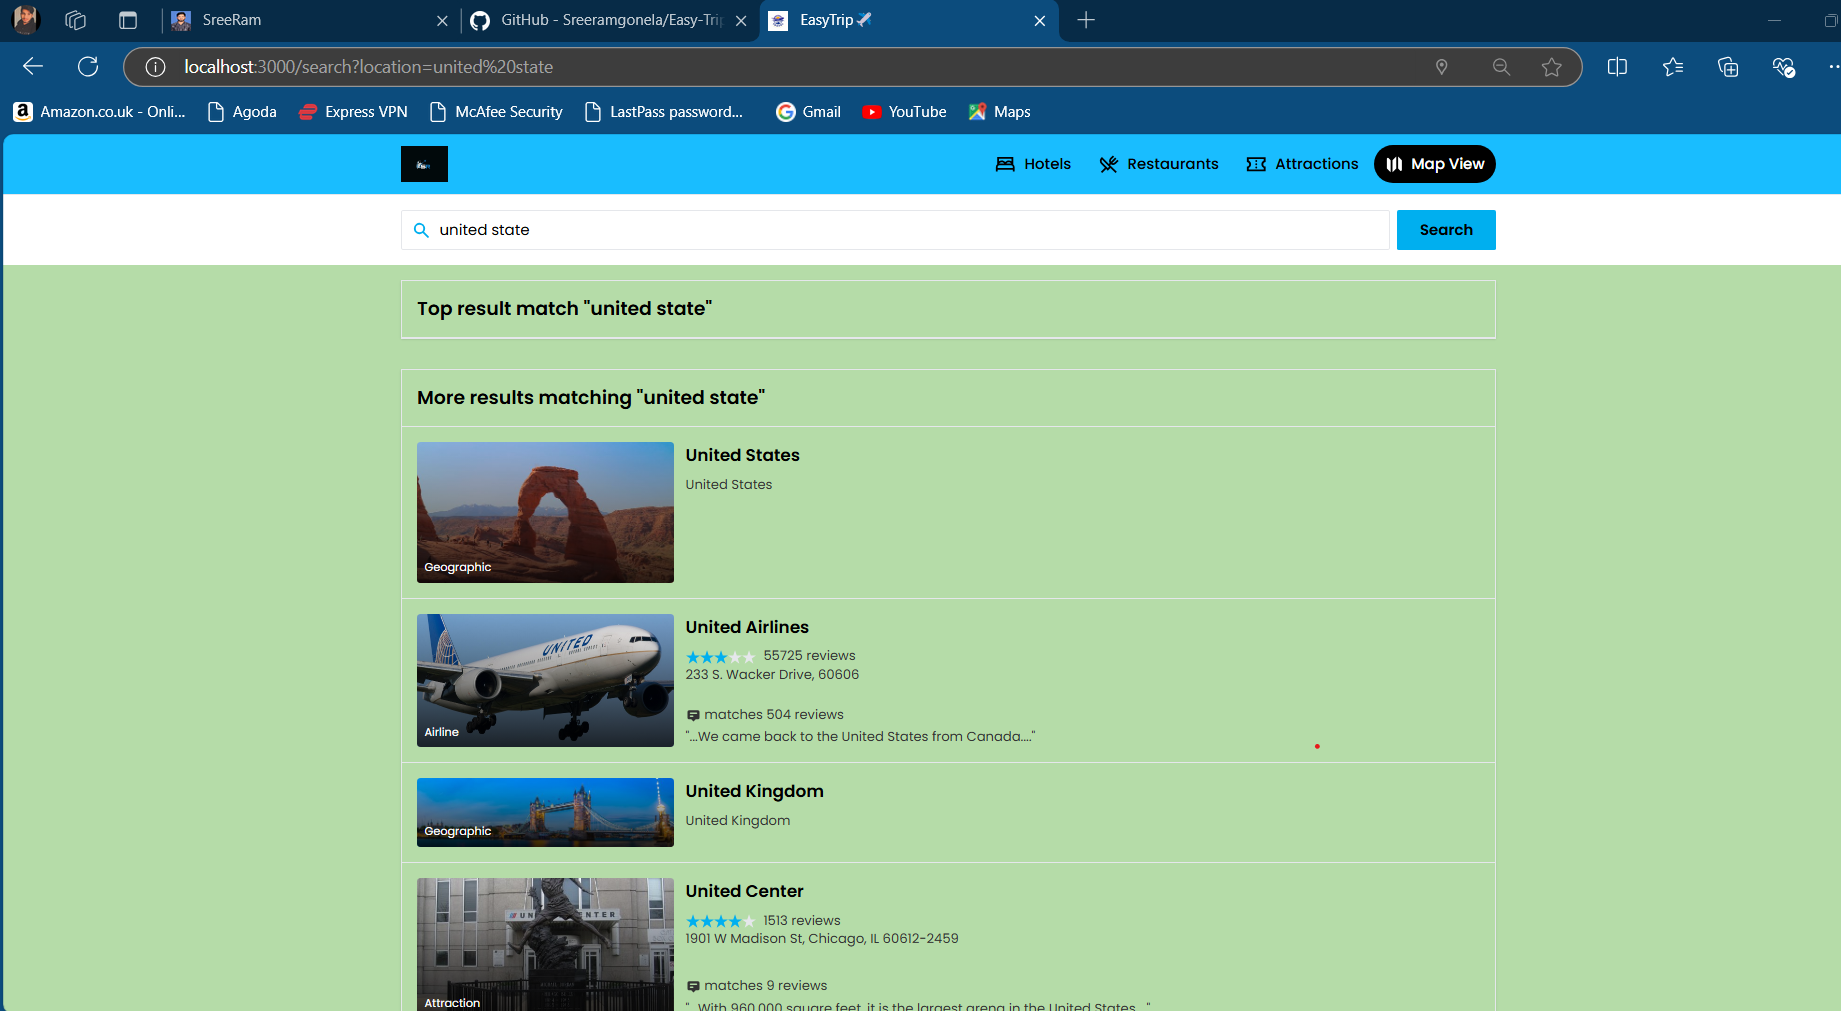 SreeRam
GitHub - Sreeramgonela/Easy-Trip
EasyTrip
localhost:3000/search?location=united%20state
Amazon.co.uk - Onli...
Agoda
Express VPN
McAfee Security
LastPass password...
Gmail
YouTube
Maps
Hotels
Restaurants
Attractions
Map View
united state
Search
Top result match "united state"
More results matching "united state"
United States
United States
Geographic
UNITED
United Airlines
55725 reviews
233 S. Wacker Drive, 60606
matches 504 reviews
"...We came back to the United States from Canada...."
Airline
United Kingdom
United Kingdom
Geographic
United Center
1513 reviews
1901 W Madison St, Chicago, IL 60612-2459
matches 9 reviews
"...With 960,000 square feet, it is the largest arena in the United States..."
Attraction